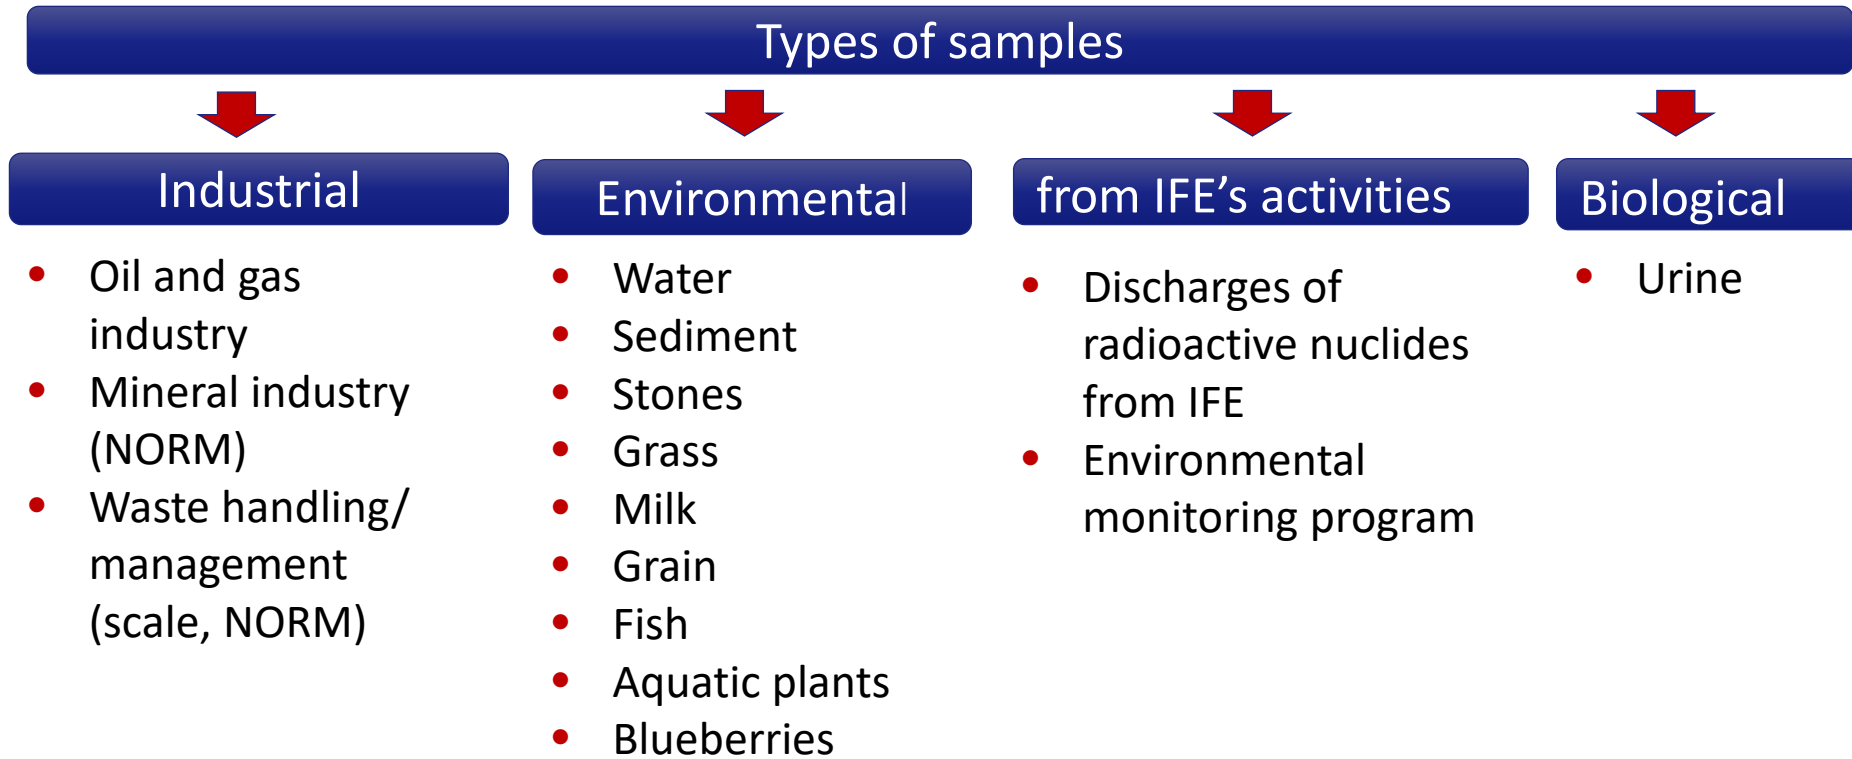 Types of samples
Industrial
• Oil and gas
industry
• Mineral industry
(NORM)
• Waste handling/
management
(scale, NORM)
Environmental
• Water
• Sediment
• Stones
• Grass
• Milk
• Grain
• Fish
• Aquatic plants
• Blueberries
from IFE’s activities
• Discharges of
radioactive nuclides
from IFE
• Environmental
monitoring program
Biological
• Urine